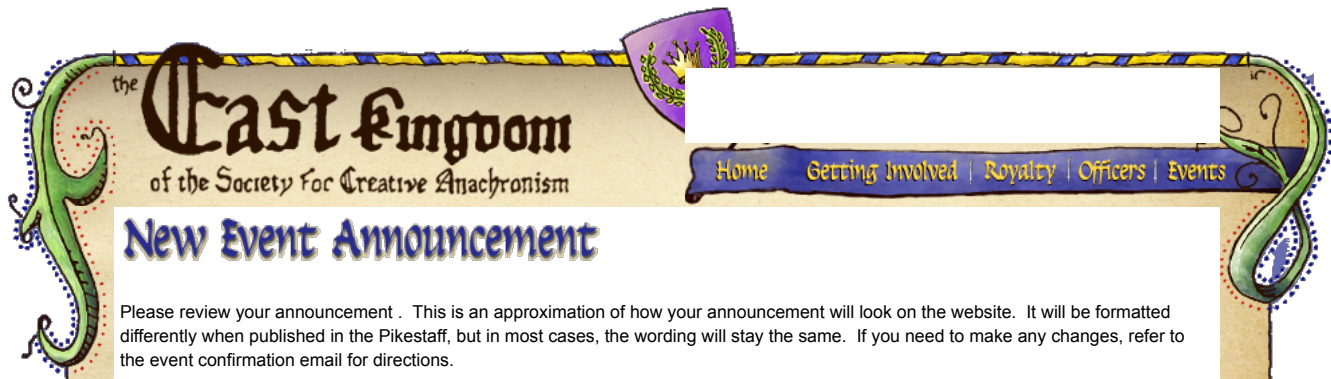 the East Kingdom
of the Society for Creative Anachronism
Home Getting Involved | Royalty | Officers | Events
New Event Announcement
Please review your announcement . This is an approximation of how your announcement will look on the website. It will be formatted
differently when published in the Pikestaff, but in most cases, the wording will stay the same. If you need to make any changes, refer to
the event confirmation email for directions.